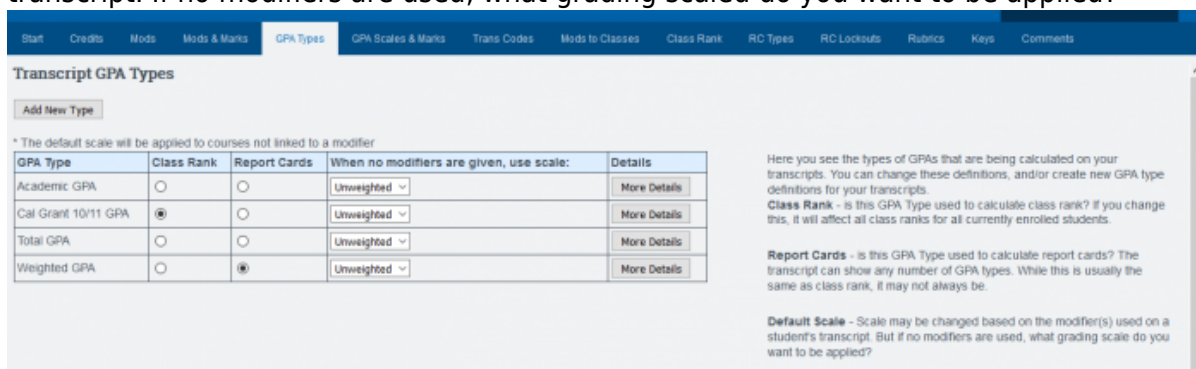 transcript. If no modifiers are used, what grading scaled do you want to be applied?
Start Credits Mods Mods & Marks GPA Types GPA Scales & Marks Trans Codes Mods to Classes Class Rank RC Types RC Lockouts Rubrics Keys Comments
Transcript GPA Types
Add New Type
* The default scale will be applied to courses not linked to a modifier
GPA Type Class Rank Report Cards When no modifiers are given, use scale: Details
Academic GPA Unweighted More Details
Cal Grant 10/11 GPA Unweighted More Details
Total GPA Unweighted More Details
Weighted GPA Unweighted More Details
Here you see the types of GPAs that are being calculated on your
transcripts. You can change these definitions, and/or create new GPA type
definitions for your transcripts.
Class Rank - is this GPA Type used to calculate class rank? If you change
this, it will affect all class ranks for all currently enrolled students.
Report Cards - is this GPA Type used to calculate report cards? The
transcript can show any number of GPA types. While this is usually the
same as class rank, it may not always be.
Default Scale - Scale may be changed based on the modifier(s) used on a
student's transcript. But if no modifiers are used, what grading scale do you
want to be applied?